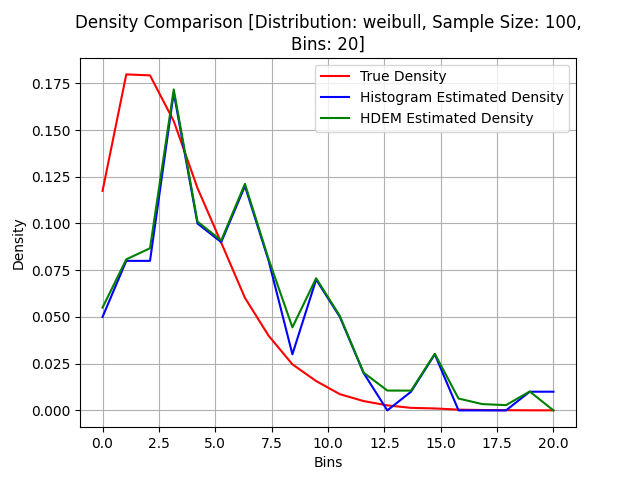 Density Comparison [Distribution: weibull, Sample Size: 100,
Bins: 20]
True Density
Histogram Estimated Density
HDEM Estimated Density
Density
0.175
0.150
0.125
0.100
0.075
0.050
0.025
0.000
0.0 2.5 5.0 7.5 10.0 12.5 15.0 17.5 20.0
Bins